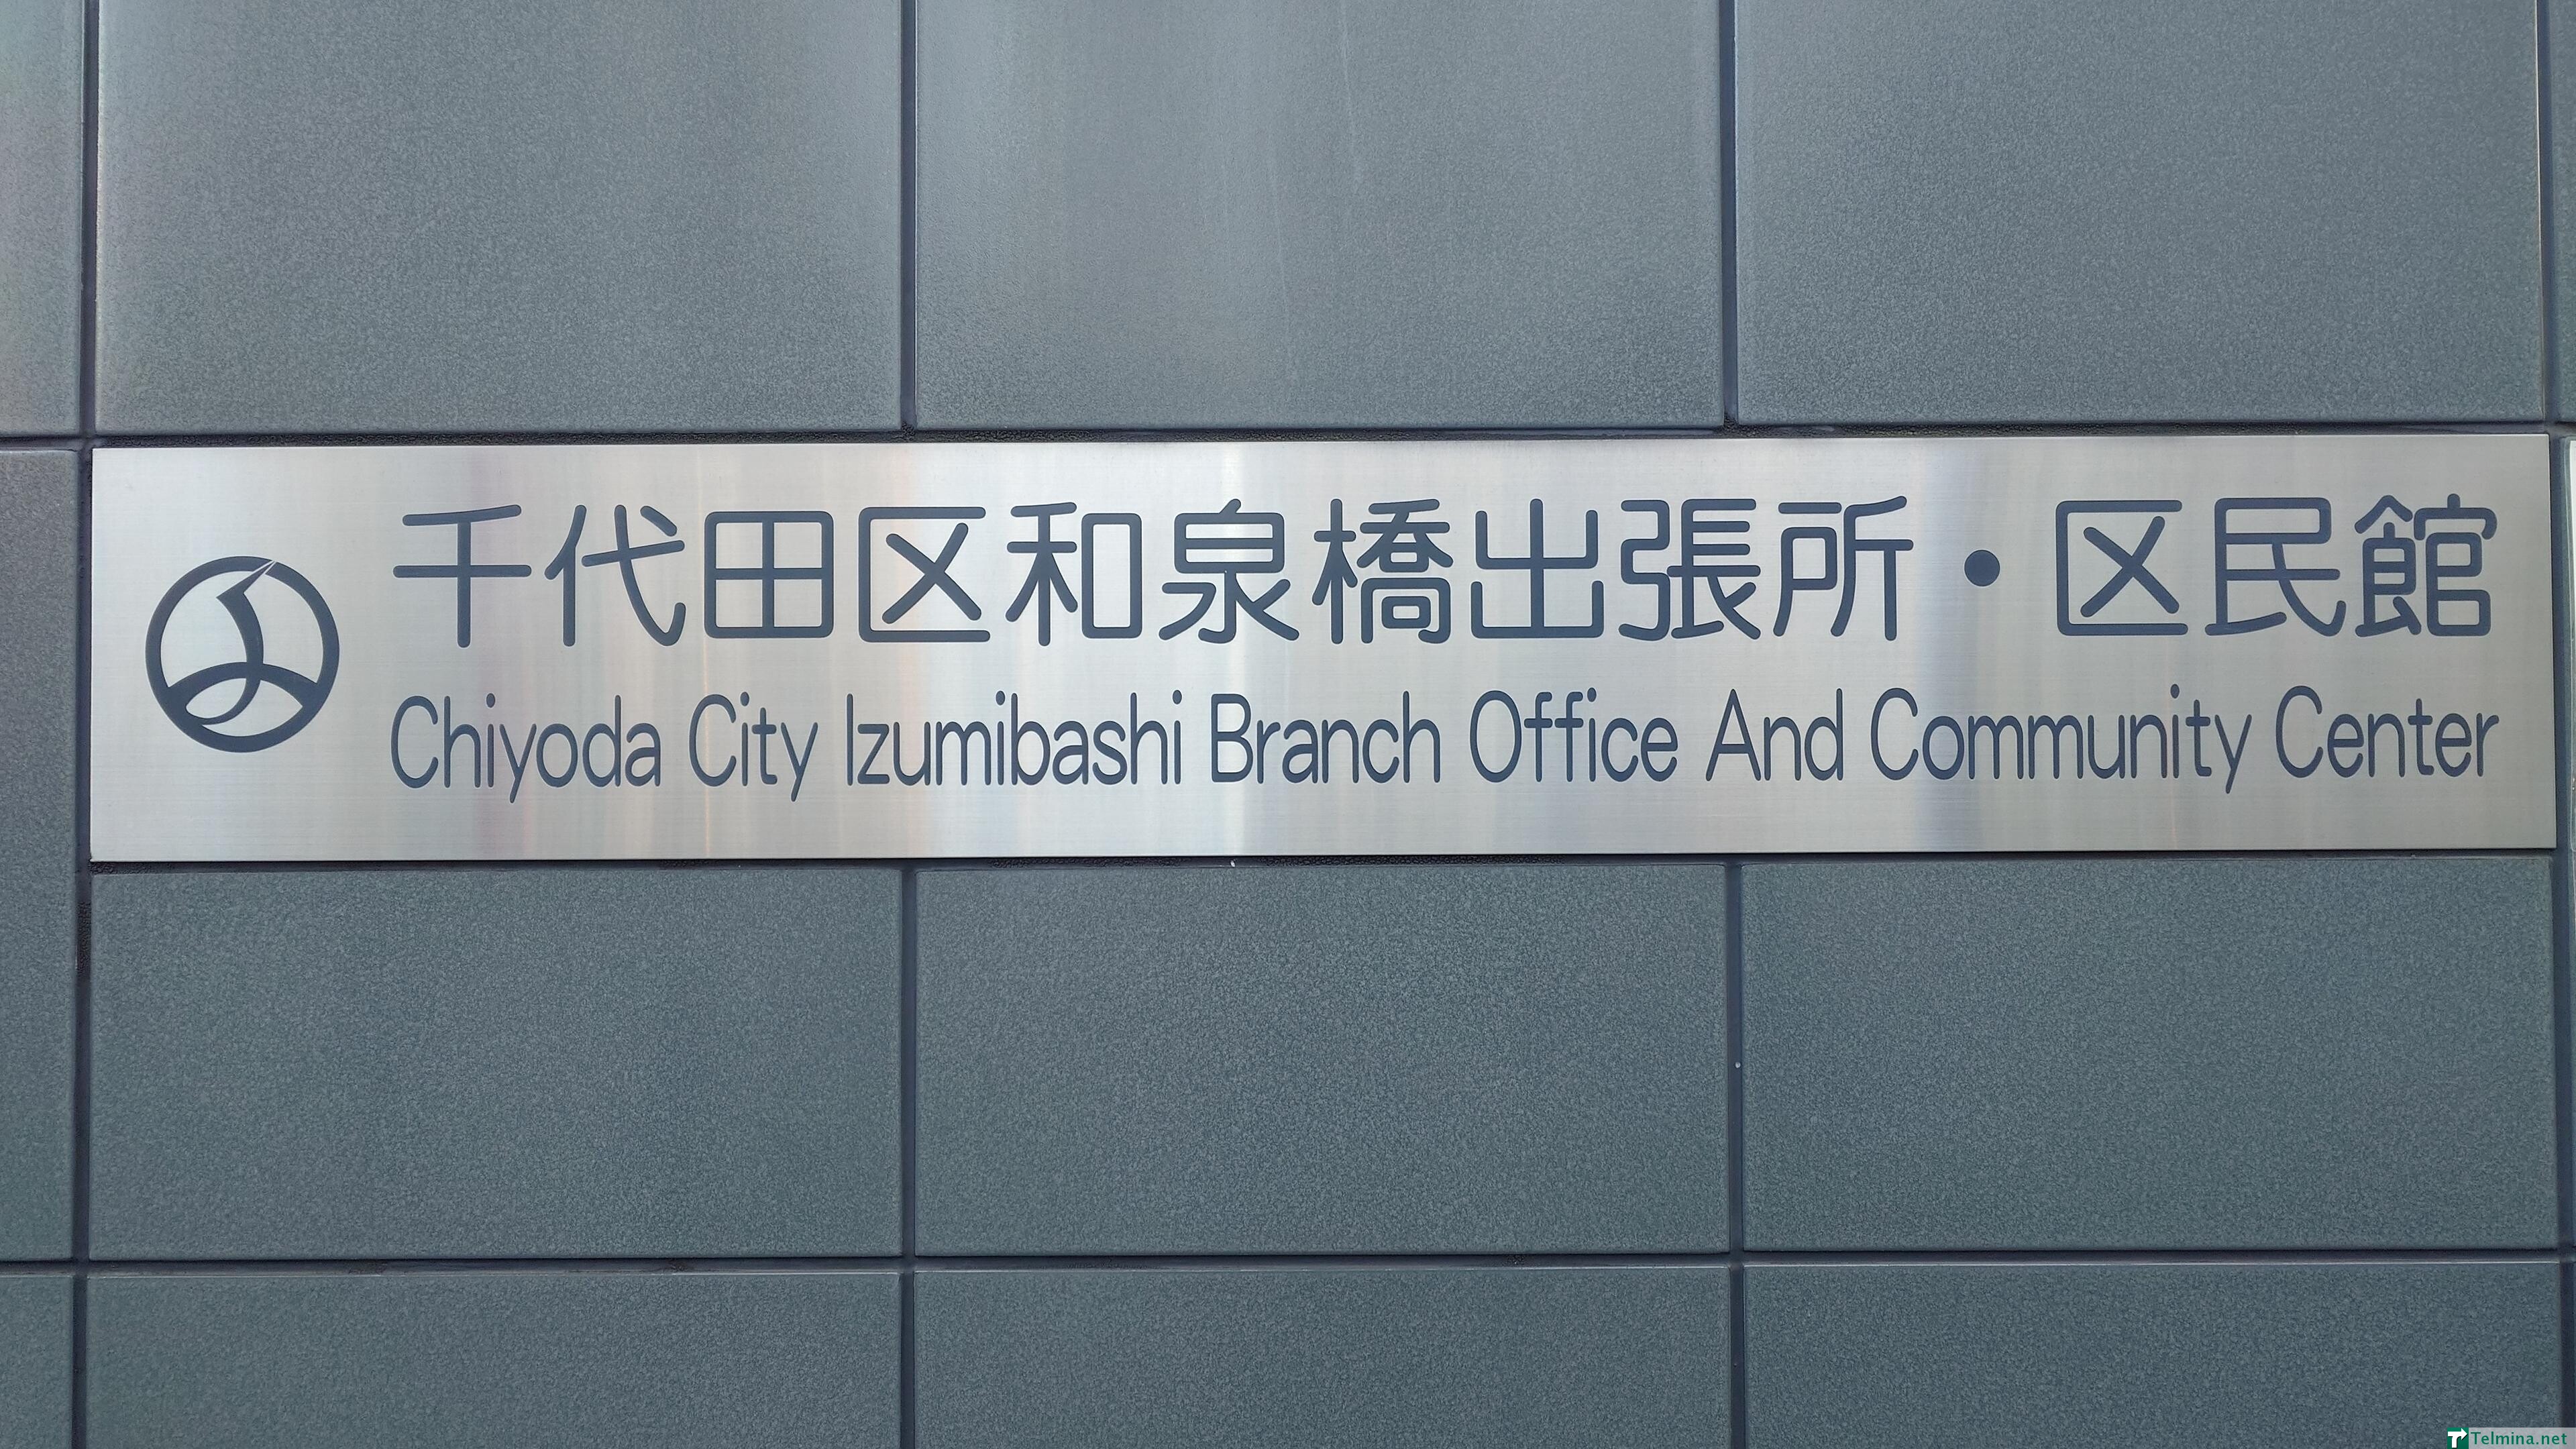 千代田区和泉橋出張所・区民館
Chiyoda City Izumibashi Branch Office And Community Center
Telmina.net